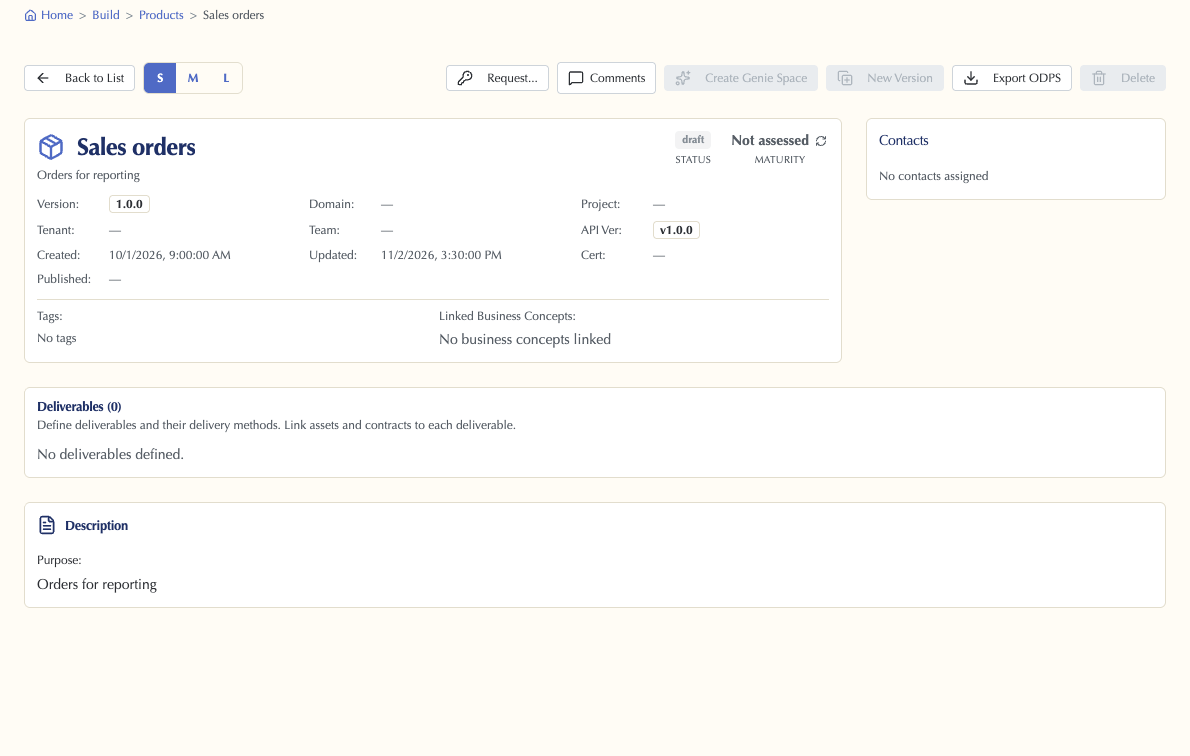 Home > Build > Products > Sales orders
Back to List S M L Request... Comments Create Genie Space New Version Export ODPS Delete
Sales orders
draft
STATUS
Not assessed
MATURITY
Orders for reporting
Version: 1.0.0 Domain: — Project: —
Tenant: — Team: — API Ver: v1.0.0
Created: 10/1/2026, 9:00:00 AM Updated: 11/2/2026, 3:30:00 PM Cert: —
Published: —
Tags:
No tags
Linked Business Concepts:
No business concepts linked
Contacts
No contacts assigned
Deliverables (0)
Define deliverables and their delivery methods. Link assets and contracts to each deliverable.
No deliverables defined.
Description
Purpose:
Orders for reporting